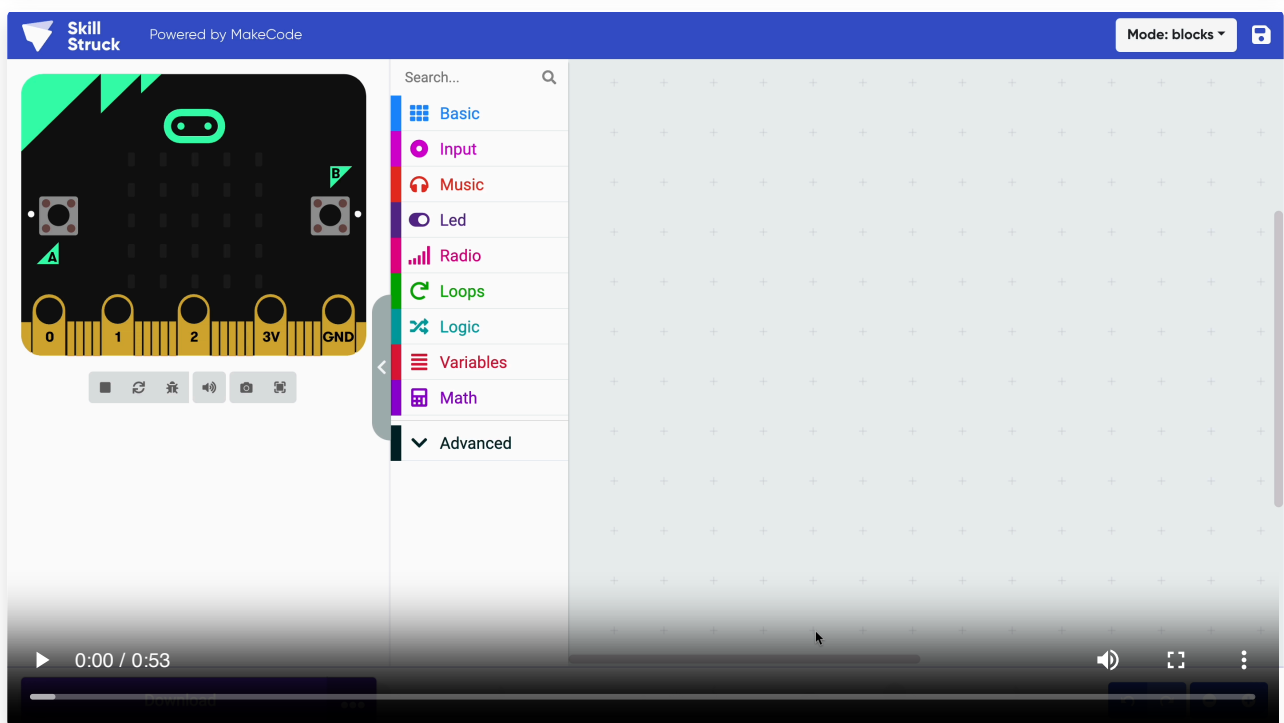 Skill
Struck
Powered by MakeCode
Mode: blocks
Search...
Basic
Input
Music
Led
Radio
Loops
Logic
Variables
Math
Advanced
B
A
0 1 2 3V GND
0:00 / 0:53
Download